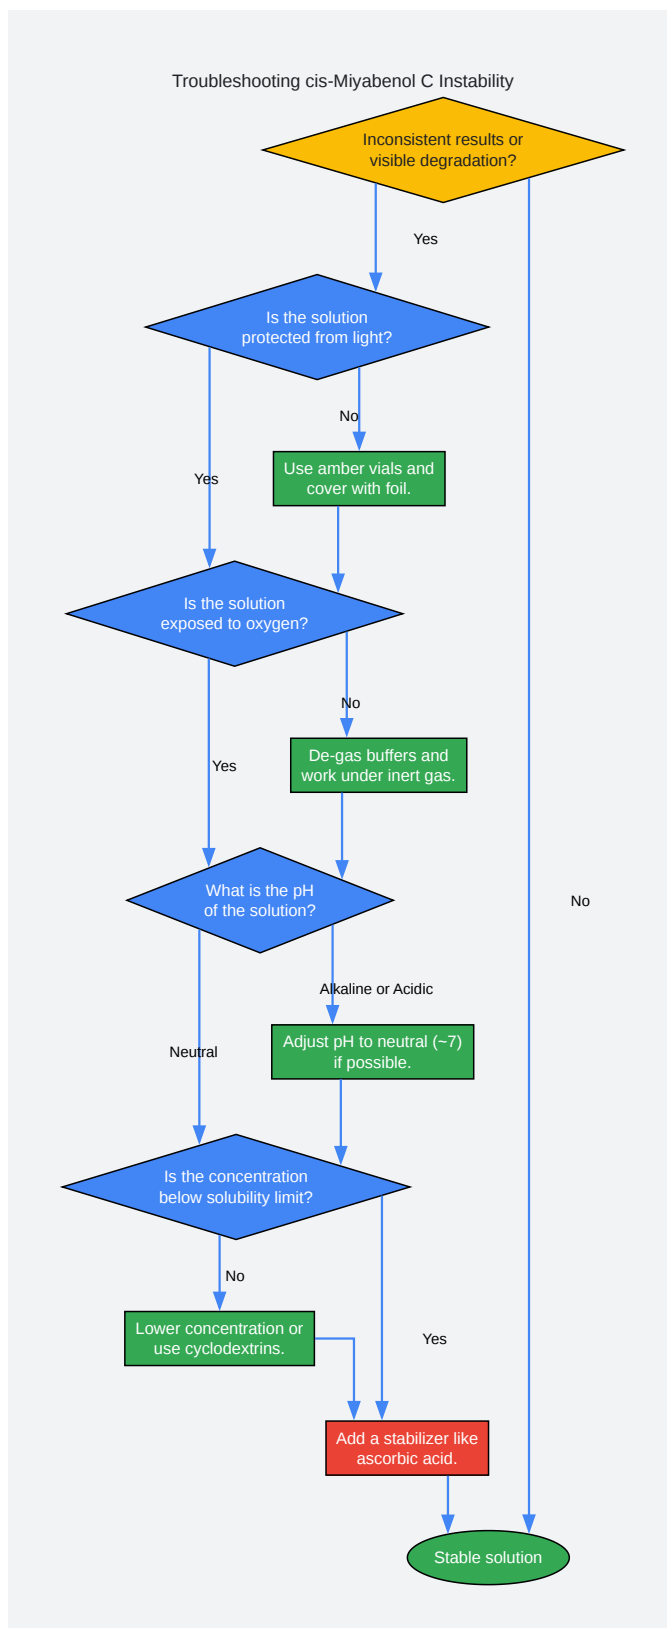 Troubleshooting cis-Miyabenol C Instability
Inconsistent results or
visible degradation?
Yes
Is the solution
protected from light?
No
Use amber vials and
cover with foil.
Yes
Is the solution
exposed to oxygen?
No
De-gas buffers and
work under inert gas.
Yes
What is the pH
of the solution?
No
Alkaline or Acidic
Adjust pH to neutral (~7)
if possible.
Neutral
Is the concentration
below solubility limit?
No
Lower concentration or
use cyclodextrins.
Yes
Add a stabilizer like
ascorbic acid.
Stable solution